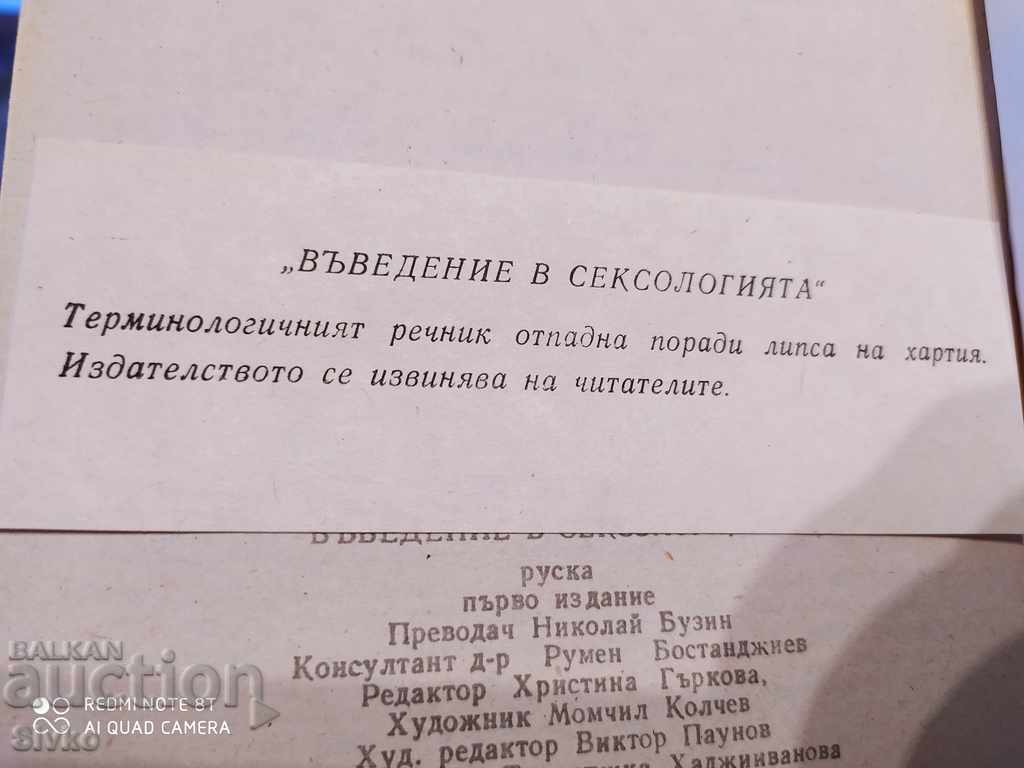 „ВЪВЕДЕНИЕ В СЕКСОЛОГИЯТА“
Терминологичният речник отпадна поради липса на хартия.
Издателството се извинява на читателите.
руска
първо издание
Преводач Николай Бузин
Консултант д-р Румен Бостанджиев
Редактор Христина Гъркова,
Художник Момчил Колчев
Худ. редактор Виктор Паунов
Хаджииванова
BALKAN
auction
REDMI NOTE 8T
AI QUAD CAMERA
Sivko